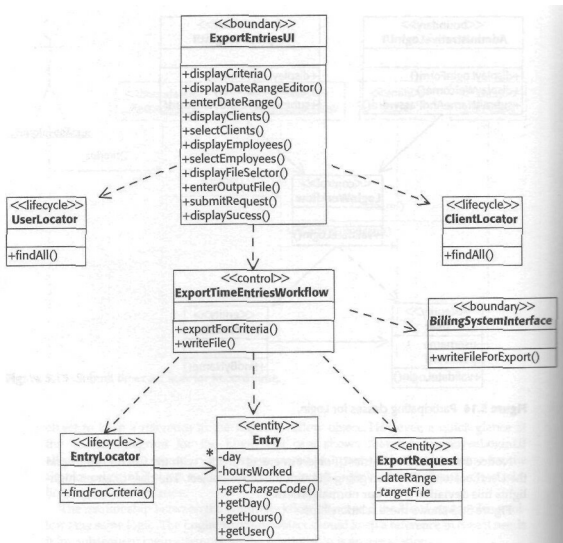 <<boundary>>
ExportEntriesUI
+displayCriteria()
+displayDateRangeEditor()
+enterDateRange()
+displayClients()
+selectClients()
+displayEmployees()
+selectEmployees()
+displayFileSelctor()
+enterOutputFile()
+submitRequest()
+displaySucess()
<<lifecycle>>
UserLocator
+findAll()
<<lifecycle>>
ClientLocator
+findAll()
<<control>>
ExportTimeEntriesWorkflow
+exportForCriteria()
+writeFile()
<<boundary>>
BillingSystemInterface
+writeFileForExport()
<<lifecycle>>
EntryLocator
+findForCriteria()
*
<<entity>>
Entry
-day
-hoursWorked
+getChargeCode()
+getDay()
+getHours()
+getUser()
<<entity>>
ExportRequest
-dateRange
-targetFile